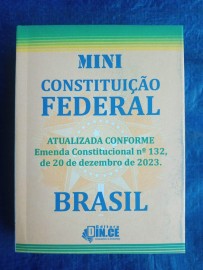 MINI
CONSTITUIÇÃO
FEDERAL
ATUALIZADA CONFORME
Emenda Constitucional nº 132,
de 20 de dezembro de 2023.
BRASIL